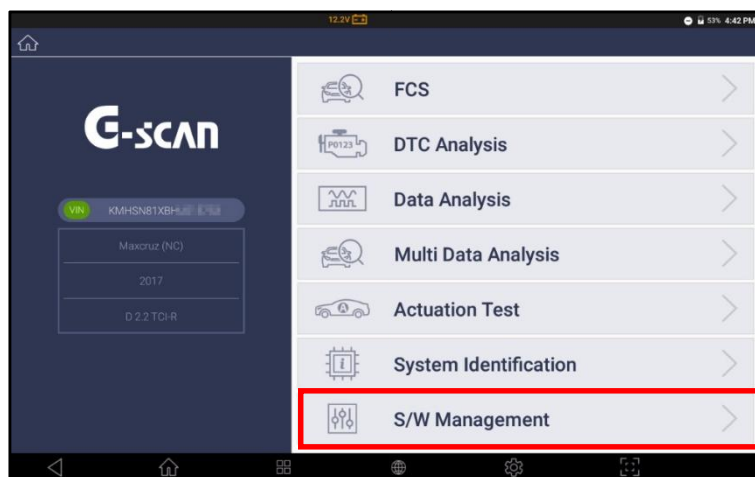 12.2V
53% 4:42 PM
G-scan
VIN KMHSN81XBH
Maxcruz (NC)
2017
D 2.2 TCI-R
FCS
P0123
DTC Analysis
Data Analysis
Multi Data Analysis
A
Actuation Test
i
System Identification
S/W Management